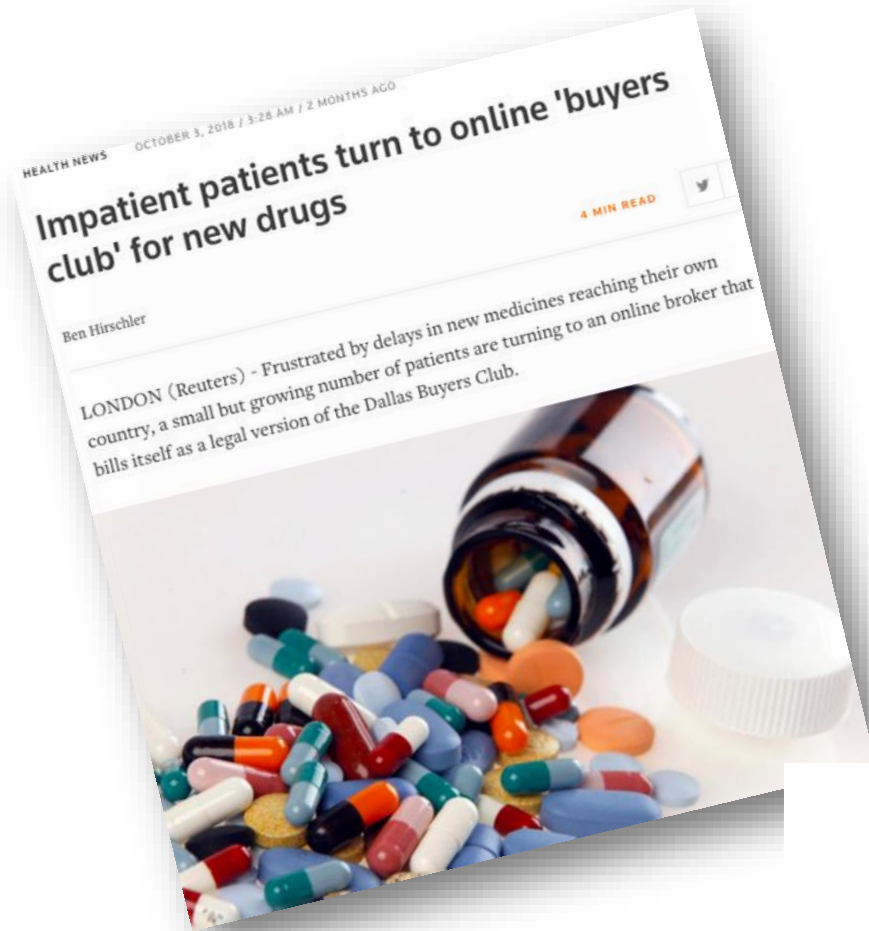 HEALTH NEWS
OCTOBER 3, 2018 / 3:28 AM / 2 MONTHS AGO
Impatient patients turn to online 'buyers
club' for new drugs
4 MIN READ
Ben Hirschler
LONDON (Reuters) - Frustrated by delays in new medicines reaching their own
country, a small but growing number of patients are turning to an online broker that
bills itself as a legal version of the Dallas Buyers Club.